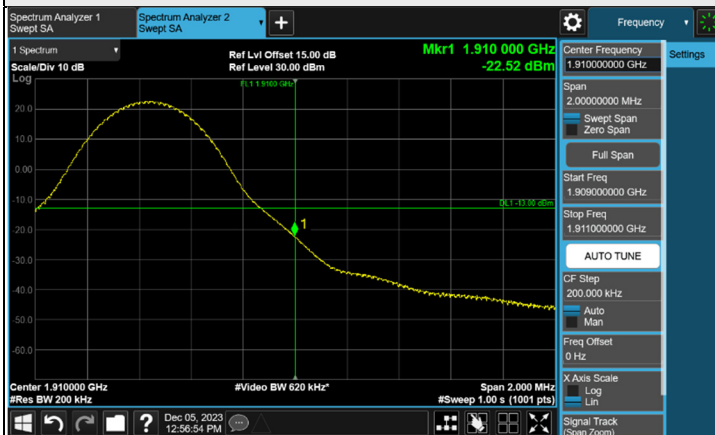 Spectrum Analyzer 1
Swept SA
Spectrum Analyzer 2
Swept SA
Frequency
1 Spectrum
Scale/Div 10 dB
Log
Ref Lvl Offset 15.00 dB
Ref Level 30.00 dBm
Mkr1 1.910 000 GHz
-22.52 dBm
FL1 1.9100 GHz
20.0
10.0
0.00
-10.0
-20.0
-30.0
-40.0
-50.0
-60.0
DL1 -13.00 dBm
1
Center 1.910000 GHz
#Res BW 200 kHz
#Video BW 620 kHz*
Span 2.000 MHz
#Sweep 1.00 s (1001 pts)
Center Frequency
1.910000000 GHz
Settings
Span
2.00000000 MHz
Swept Span
Zero Span
Full Span
Start Freq
1.909000000 GHz
Stop Freq
1.911000000 GHz
AUTO TUNE
CF Step
200.000 kHz
Auto
Man
Freq Offset
0 Hz
X Axis Scale
Log
Lin
Signal Track
(Span Zoom)
?
Dec 05, 2023
12:56:54 PM